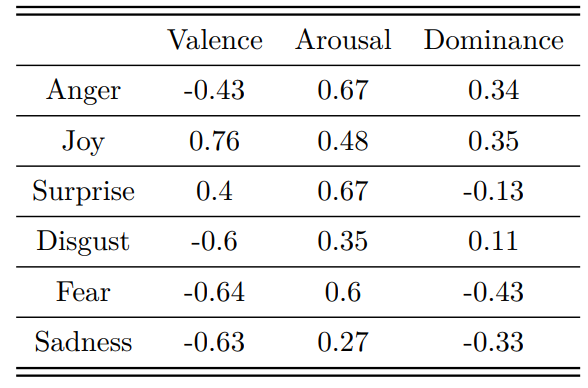 Valence Arousal Dominance
Anger -0.43 0.67 0.34
Joy 0.76 0.48 0.35
Surprise 0.4 0.67 -0.13
Disgust -0.6 0.35 0.11
Fear -0.64 0.6 -0.43
Sadness -0.63 0.27 -0.33